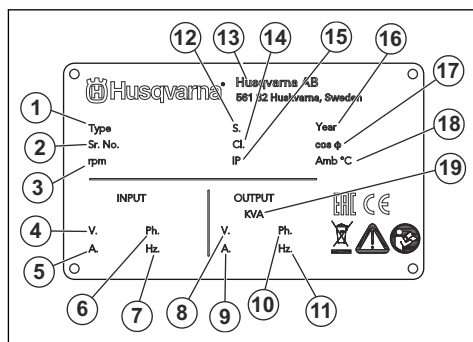 12 13 14 15 16
Husqvarna
Husqvarna AB
561 82 Huskvarna, Sweden
17
1 Type S. Year
2 Sr. No. Cl. cos ϕ
3 rpm IP Amb °C 18
19
INPUT OUTPUT
KVA
EAC CE
4 V. Ph. V. Ph.
5 A. Hz. A. Hz.
6 7 8 9 10 11